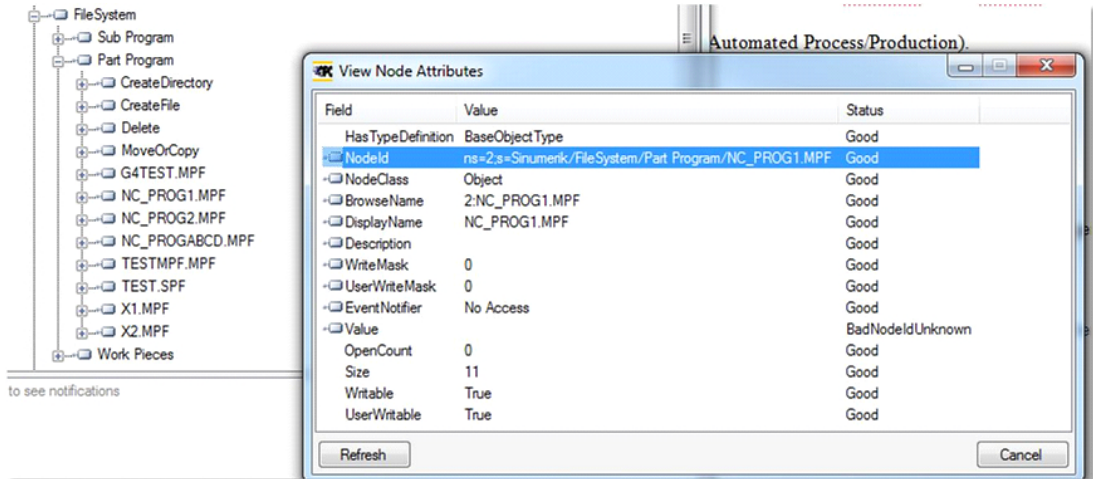 FileSystem
Sub Program
Part Program
CreateDirectory
CreateFile
Delete
MoveOrCopy
G4TEST.MPF
NC_PROG1.MPF
NC_PROG2.MPF
NC_PROGABCD.MPF
TESTMPF.MPF
TEST.SPF
X1.MPF
X2.MPF
Work Pieces
to see notifications
Automated Process/Production).
View Node Attributes
Field Value Status
HasTypeDefinition BaseObjectType Good
NodeId ns=2;s=Sinumerik/FileSystem/Part Program/NC_PROG1.MPF Good
NodeClass Object Good
BrowseName 2:NC_PROG1.MPF Good
DisplayName NC_PROG1.MPF Good
Description Good
WriteMask 0 Good
UserWriteMask 0 Good
EventNotifier No Access Good
Value BadNodeIdUnknown
OpenCount 0 Good
Size 11 Good
Writable True Good
UserWritable True Good
Refresh Cancel